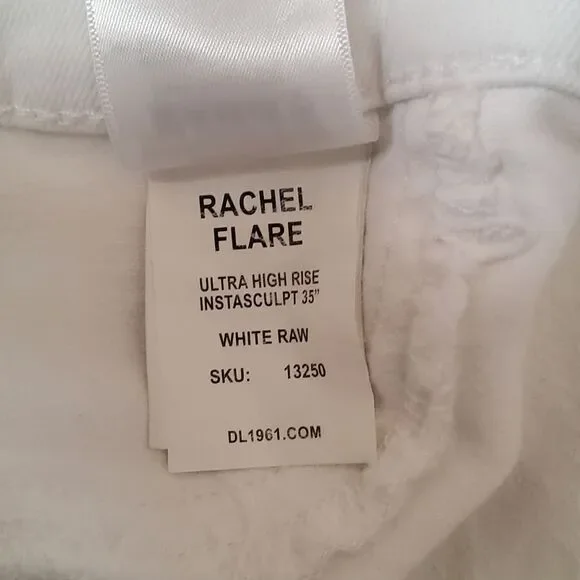 RACHEL
FLARE
ULTRA HIGH RISE
INSTASCULPT 35"
WHITE RAW
SKU: 13250
DL1961.COM